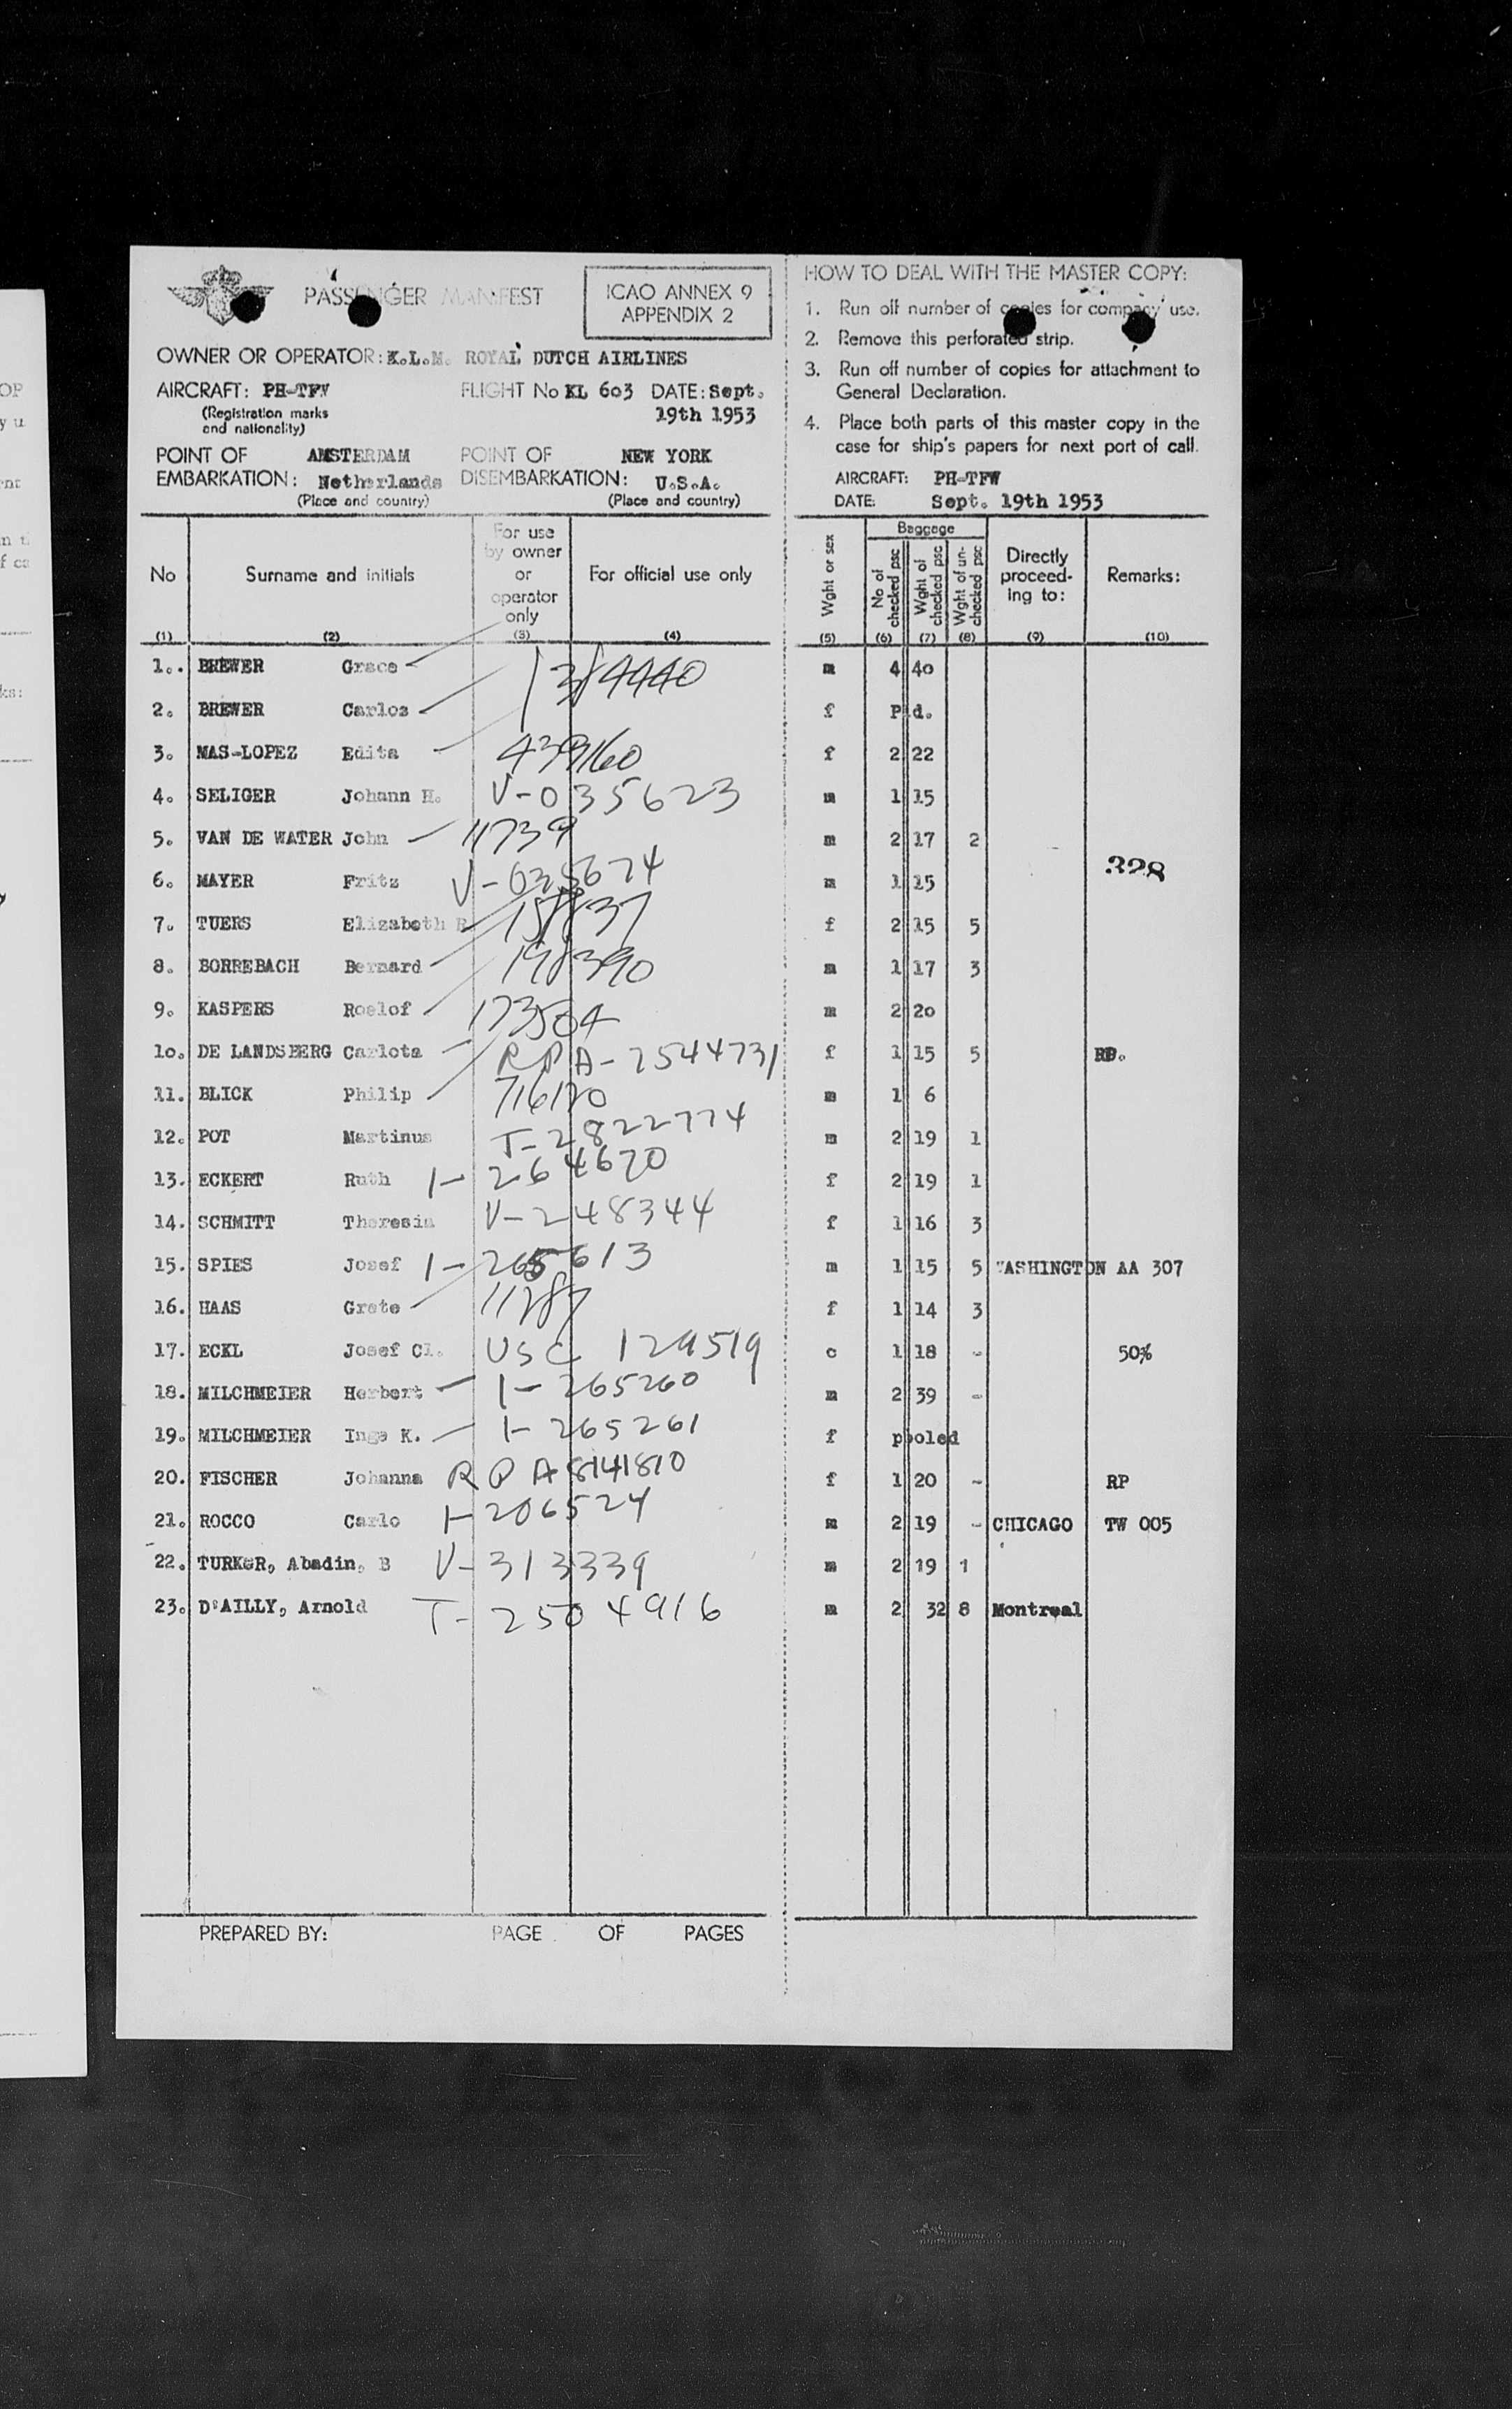 PASSENGER MANIFEST
ICAO ANNEX 9
APPENDIX 2
OWNER OR OPERATOR: K.L.M. ROYAL DUTCH AIRLINES
AIRCRAFT: PH-TFW FLIGHT No KL 603 DATE: Sept.
(Registration marks 19th 1953
and nationality)
POINT OF AMSTERDAM POINT OF NEW YORK
EMBARKATION: Netherlands DISEMBARKATION: U.S.A.
(Place and country) (Place and country)
HOW TO DEAL WITH THE MASTER COPY:
1. Run off number of copies for company use.
2. Remove this perforated strip.
3. Run off number of copies for attachment to
General Declaration.
4. Place both parts of this master copy in the
case for ship's papers for next port of call.
AIRCRAFT: PH-TFW
DATE: Sept. 19th 1953
No Surname and initials For use by owner or operator only For official use only Wght or sex Baggage No of checked psc Wght of checked psc Wght of un-checked psc Directly proceed-ing to: Remarks:
(1) (2) (3) (4) (5) (6) (7) (8) (9) (10)
1.. BREWER Grace m 4 40
2. BREWER Carlos f P d.
3. MAS-LOPEZ Edita 439160 f 2 22
4. SELIGER Johann H. V-035623 m 1 15
5. VAN DE WATER John 11739 m 2 17 2
328
6. MAYER Fritz m 1 15
7. TUERS Elizabeth f 2 15 5
8. BORREBACH Bernard 198390 m 1 17 3
9. KASPERS Roelof 173504 m 2 20
10. DE LANDSBERG Carlota RPA-2544731 f 1 15 5 RP.
11. BLICK Philip m 1 6
12. POT Martinus T-2822774 m 2 19 1
13. ECKERT Ruth I-264620 f 2 19 1
14. SCHMITT Theresia V-248344 f 1 16 3
15. SPIES Josef I-265613 m 1 15 5 WASHINGTON AA 307
16. HAAS Grete 11287 f 1 14 3
17. ECKL Josef Cl. USC 129519 c 1 18 - 50%
18. MILCHMEIER Herbert I-265260 m 2 39 -
19. MILCHMEIER Inge K. I-265261 f pooled
20. FISCHER Johanna RPA 8141810 f 1 20 - RP
21. ROCCO Carlo I-206524 m 2 19 - CHICAGO TW 005
22. TURKER, Abadin, B V-313339 m 2 19 1
23. D'AILLY, Arnold T-2504916 m 2 32 8 Montreal
PREPARED BY: PAGE OF PAGES